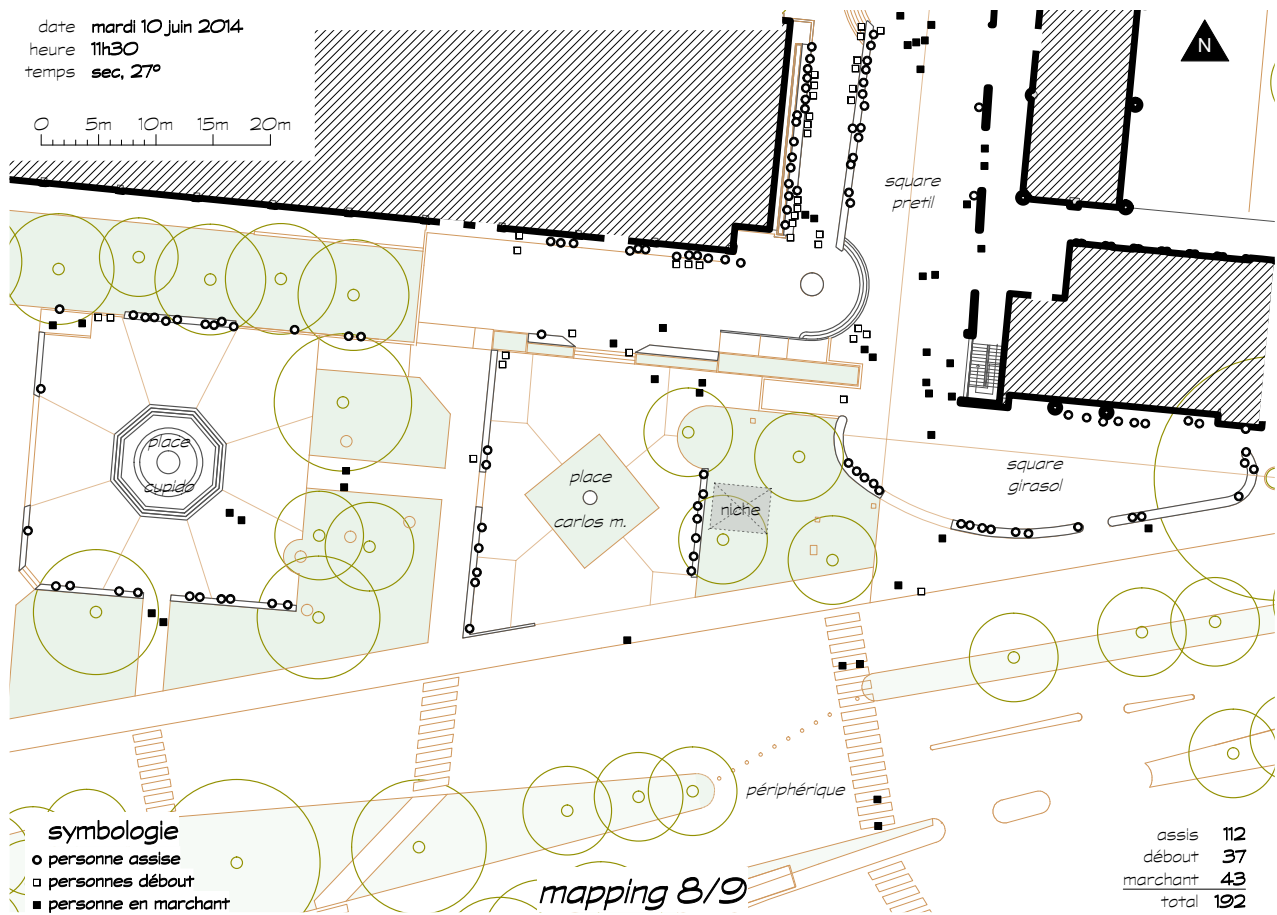 date mardi 10 juin 2014
heure 11h30
temps sec, 27°
0 5m 10m 15m 20m
N
square
pretil
place
cupido
place
carlos m.
niche
square
girasol
périphérique
symbologie
personne assise
personnes débout
personne en marchant
mapping 8/9
assis 112
débout 37
marchant 43
total 192